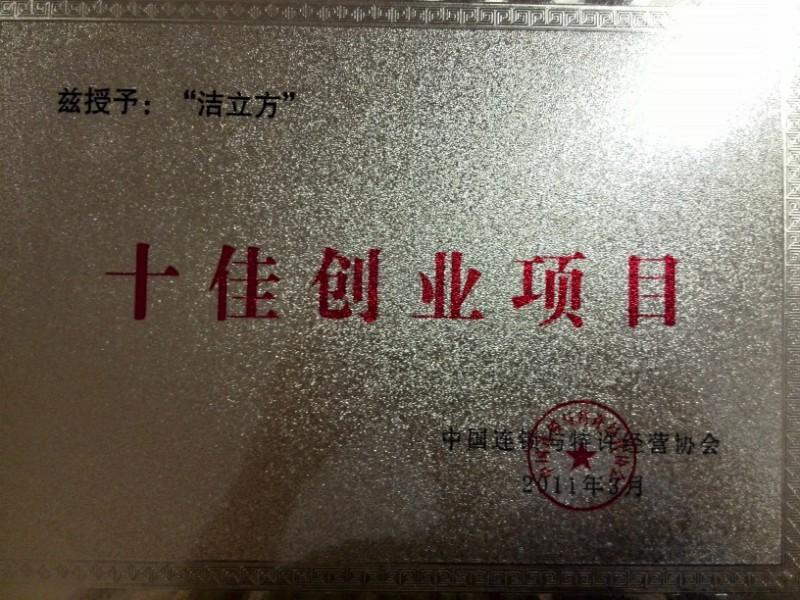 兹授予：“洁立方”
十佳创业项目
中国连锁与特许经营协会
2011年3月